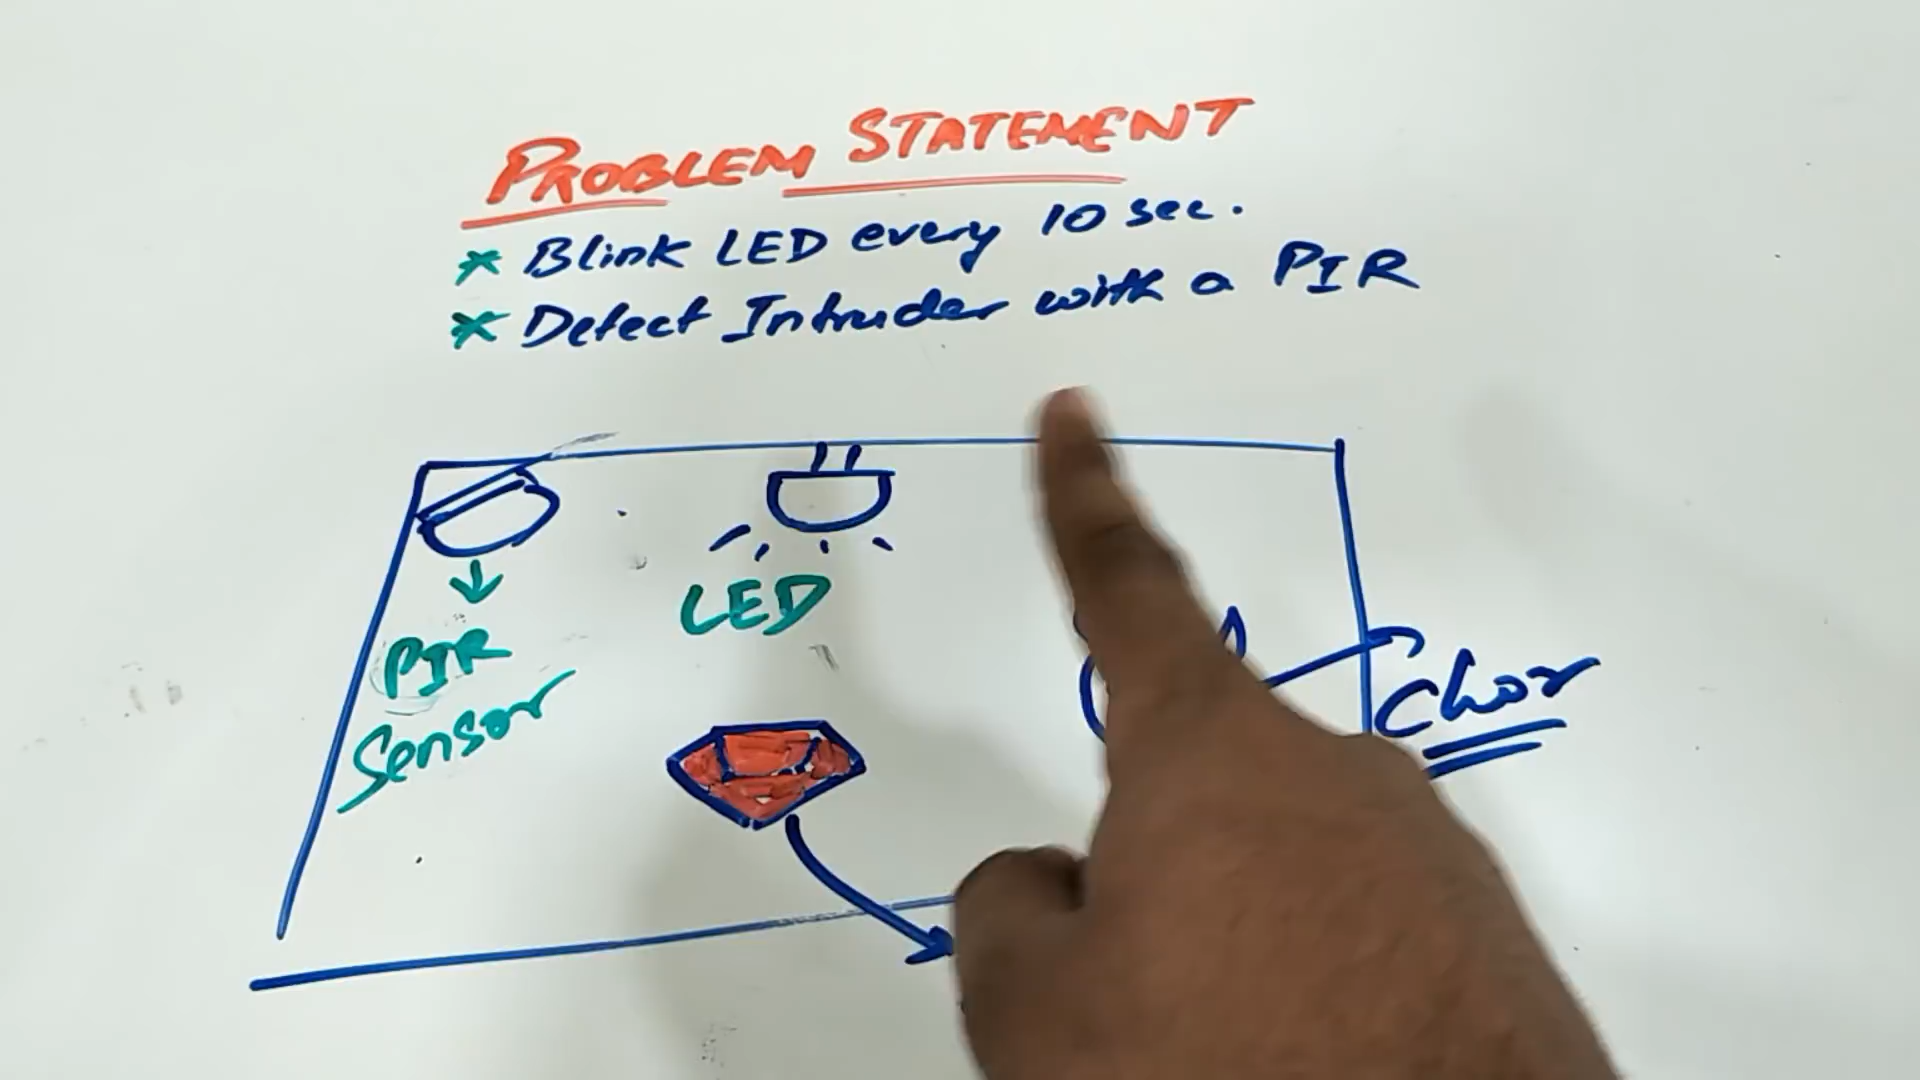 PROBLEM STATEMENT
* Blink LED every 10 sec.
* Detect Intruder with a PIR
LED
PIR
Sensor
Chor